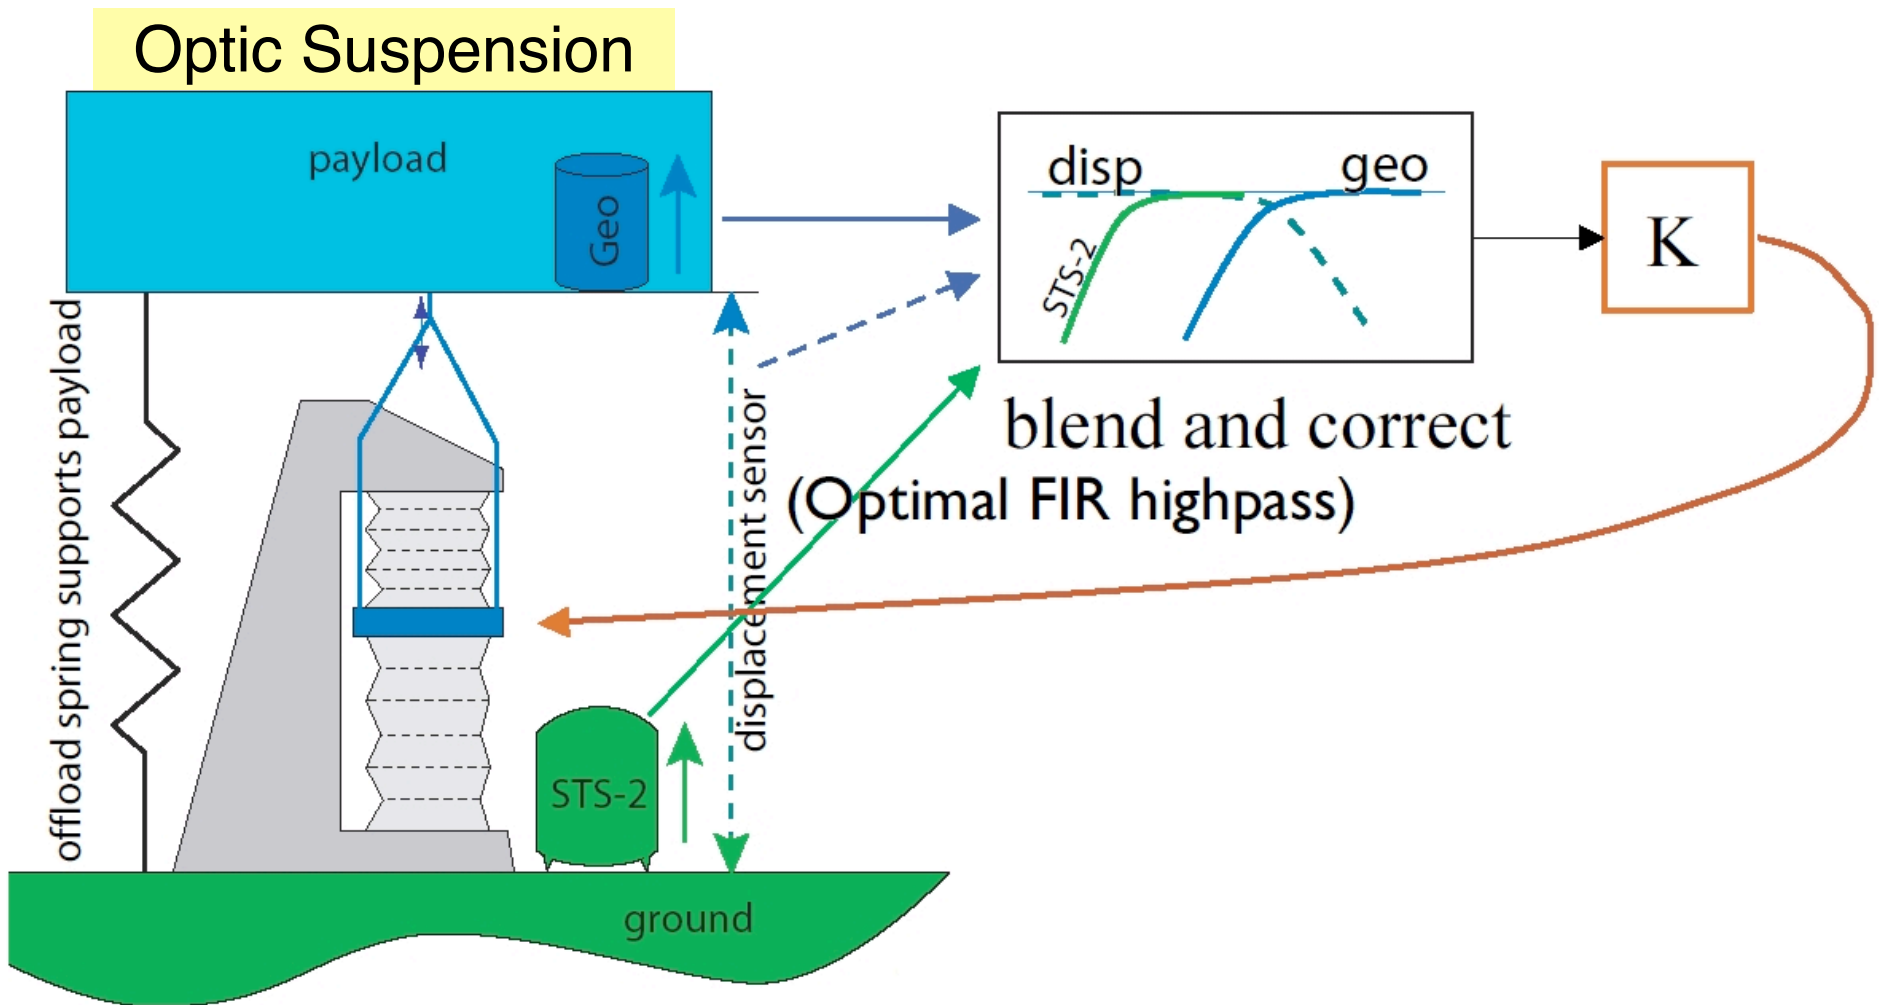 Optic Suspension
payload
Geo
disp
geo
STS-2
K
blend and correct
(Optimal FIR highpass)
offload spring supports payload
displacement sensor
STS-2
ground